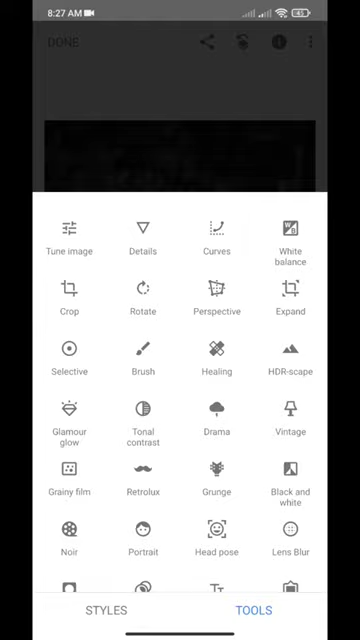 8:27 AM
45
DONE
Tune image
Details
Curves
White
balance
Crop
Rotate
Perspective
Expand
Selective
Brush
Healing
HDR-scape
Glamour
glow
Tonal
contrast
Drama
Vintage
Grainy film
Retrolux
Grunge
Black and
white
Noir
Portrait
Head pose
Lens Blur
STYLES
TOOLS